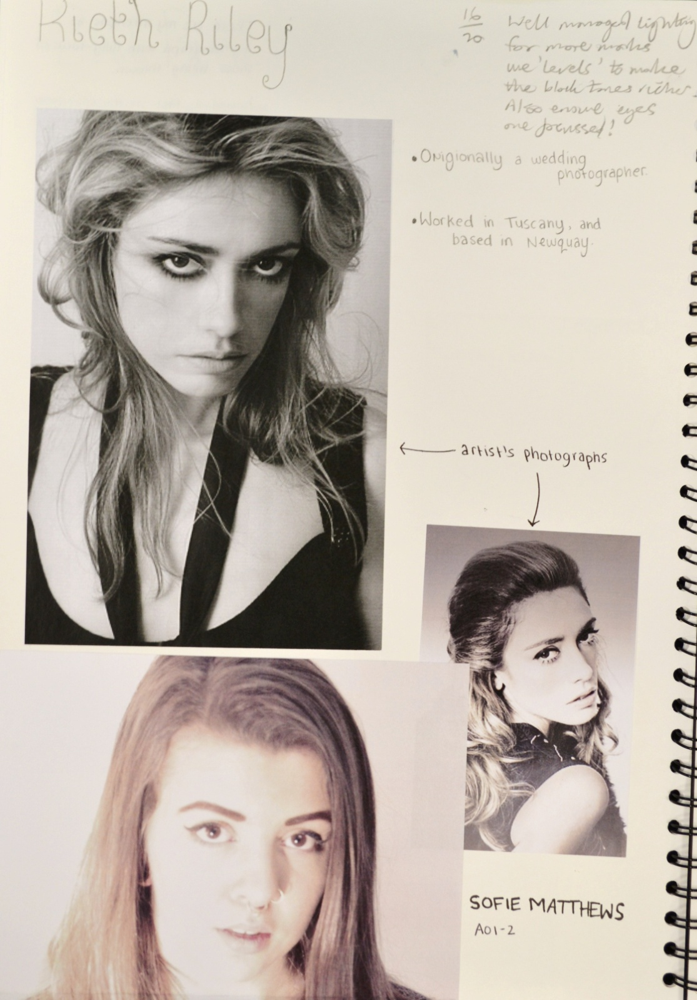 Kieth Riley
16
20
Well managed lighting
for more marks
use 'levels' to make
the black tones richer.
Also ensure eyes
are focussed!
• Origionally a wedding
photographer.
• Worked in Tuscany, and
based in Newquay.
artist's photographs
SOFIE MATTHEWS
A01-2